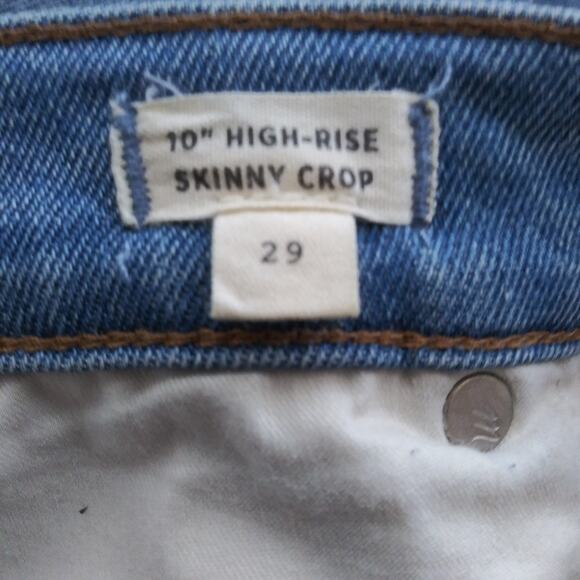 10" HIGH-RISE
SKINNY CROP
29
m